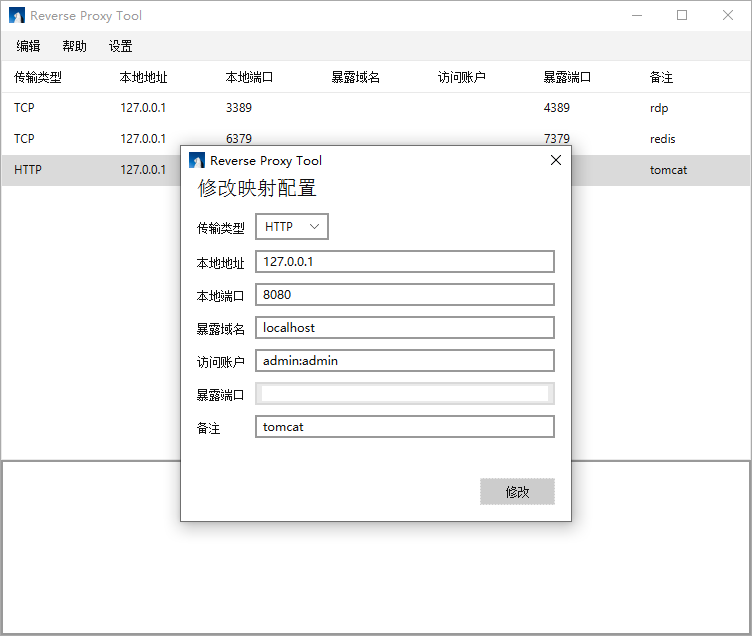 Reverse Proxy Tool
编辑 帮助 设置
传输类型 本地地址 本地端口 暴露域名 访问账户 暴露端口 备注
TCP 127.0.0.1 3389 4389 rdp
TCP 127.0.0.1 6379 7379 redis
HTTP 127.0.0.1 tomcat
Reverse Proxy Tool
修改映射配置
传输类型 HTTP
本地地址 127.0.0.1
本地端口 8080
暴露域名 localhost
访问账户 admin:admin
暴露端口
备注 tomcat
修改